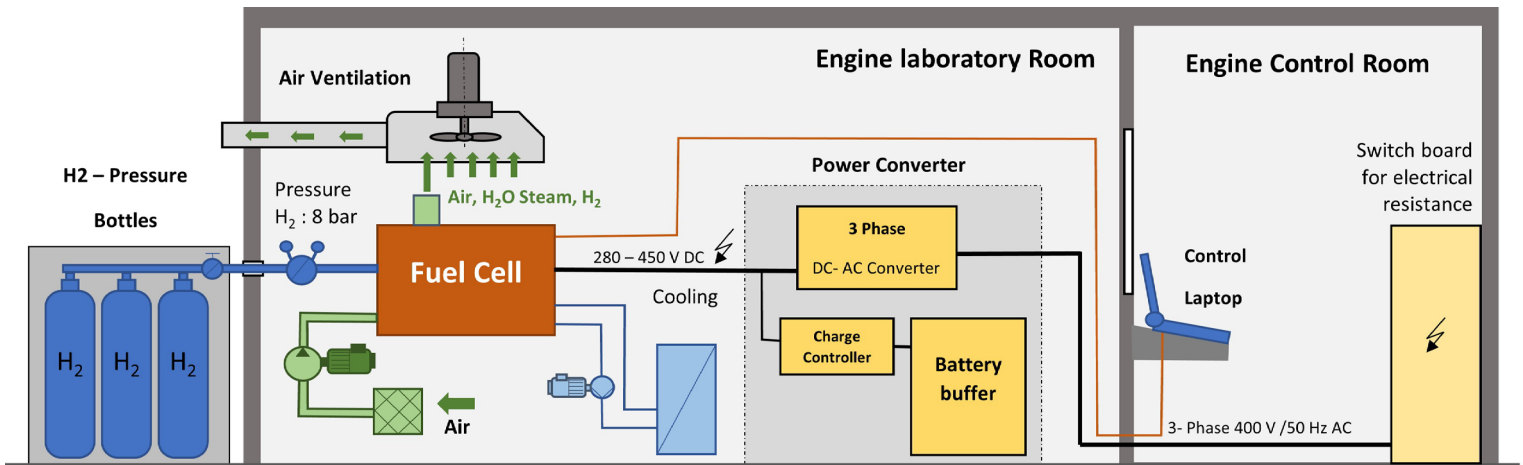 Engine laboratory Room
Engine Control Room
Air Ventilation
H2 – Pressure
Bottles
Pressure
H₂ : 8 bar
Air, H₂O Steam, H₂
Power Converter
Switch board
for electrical
resistance
Fuel Cell
280 – 450 V DC
Cooling
3 Phase
DC- AC Converter
Control
Laptop
Charge
Controller
Battery
buffer
H₂
H₂
H₂
Air
3- Phase 400 V /50 Hz AC